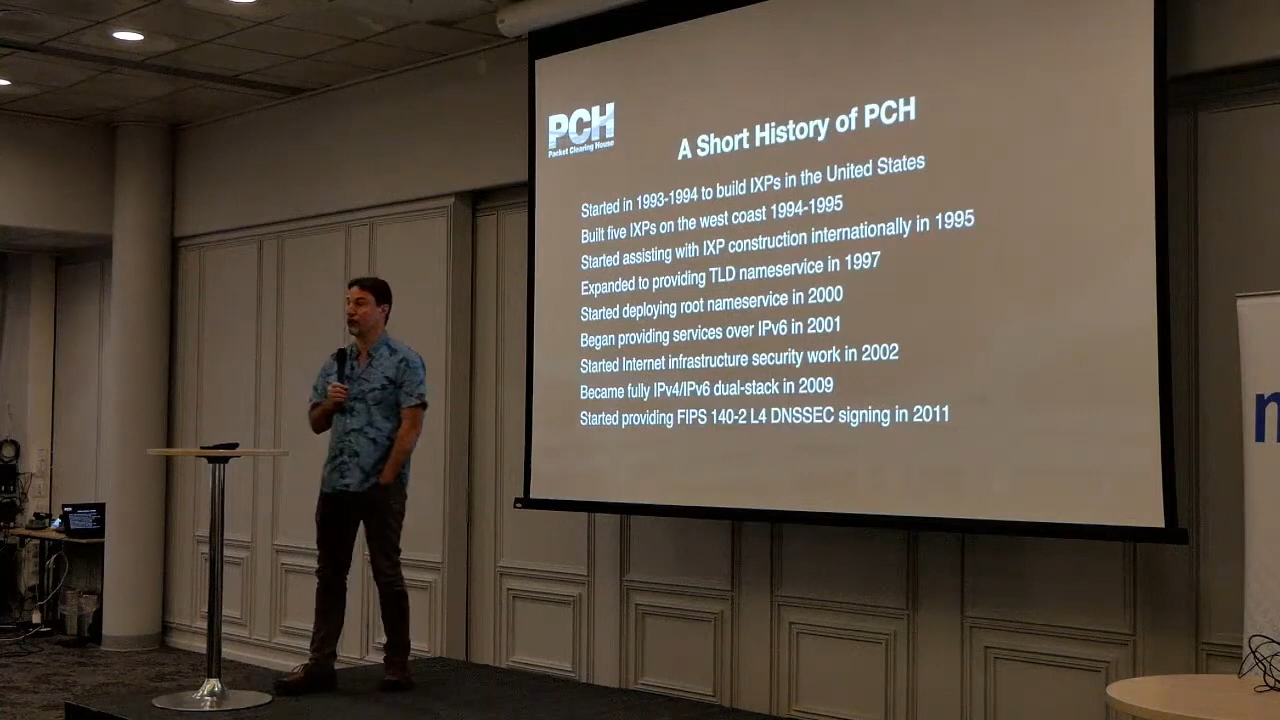 PCH
Packet Clearing House
A Short History of PCH
Started in 1993-1994 to build IXPs in the United States
Built five IXPs on the west coast 1994-1995
Started assisting with IXP construction internationally in 1995
Expanded to providing TLD nameservice in 1997
Started deploying root nameservice in 2000
Began providing services over IPv6 in 2001
Started Internet infrastructure security work in 2002
Became fully IPv4/IPv6 dual-stack in 2009
Started providing FIPS 140-2 L4 DNSSEC signing in 2011